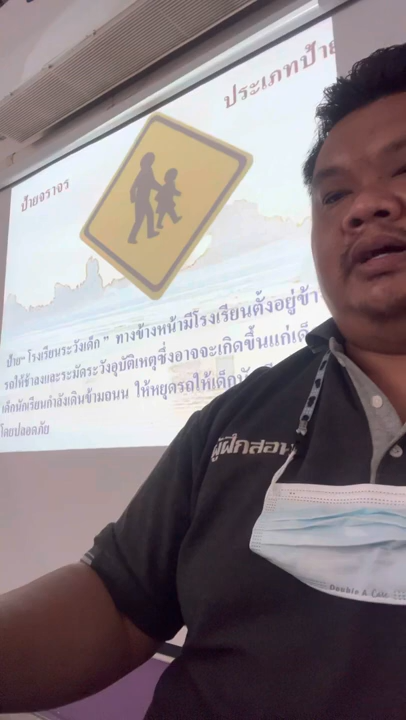 ประเภทป้าย
ป้ายจราจร
ป้าย“ โรงเรียนระวังเด็ก ” ทางข้างหน้ามีโรงเรียนตั้งอยู่ข้าง
รถให้ช้าลงและระมัดระวังอุบัติเหตุซึ่งอาจจะเกิดขึ้นแก่เด็
เด็กนักเรียนกำลังเดินข้ามถนน ให้หยุดรถให้เด็ก
โดยปลอดภัย
ผู้ฝึกสอน
Double A Care